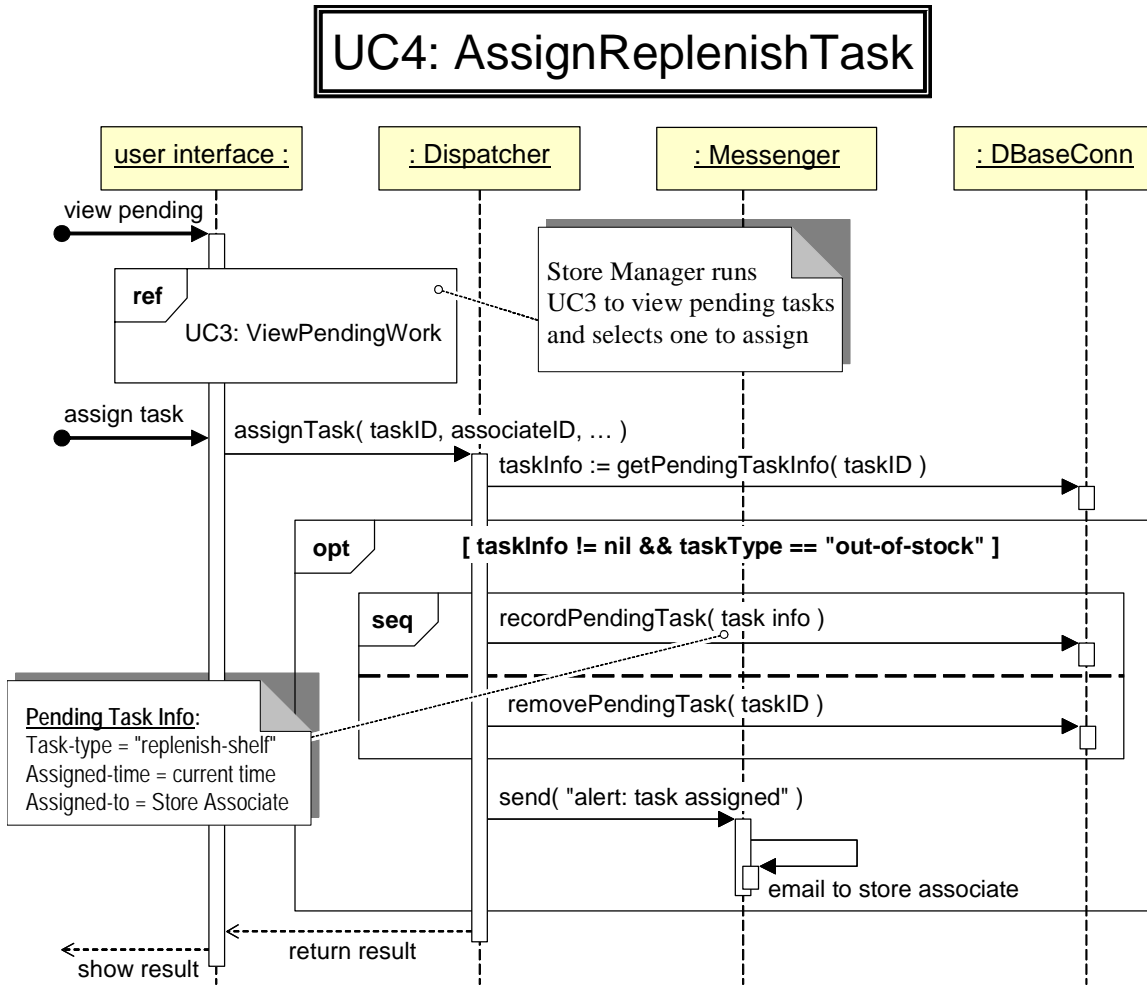 UC4: AssignReplenishTask
user interface :
: Dispatcher
: Messenger
: DBaseConn
view pending
ref
UC3: ViewPendingWork
Store Manager runs
UC3 to view pending tasks
and selects one to assign
assign task
assignTask( taskID, associateID, … )
taskInfo := getPendingTaskInfo( taskID )
opt
[ taskInfo != nil && taskType == "out-of-stock" ]
seq
recordPendingTask( task info )
removePendingTask( taskID )
Pending Task Info:
Task-type = "replenish-shelf"
Assigned-time = current time
Assigned-to = Store Associate
send( "alert: task assigned" )
email to store associate
return result
show result